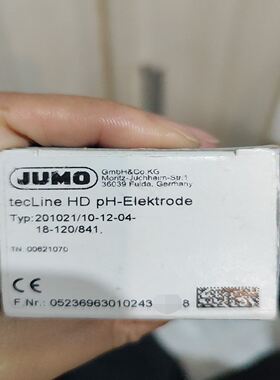 JUMO
GmbH&Co.KG
Moritz-Juchheim-Str.1
36039 Fulda, Germany
tecLine HD pH-Elektrode
Typ:201021/10-12-04-
18-120/841,
TN:00621070
CE
F.Nr.: 05236963010243 8